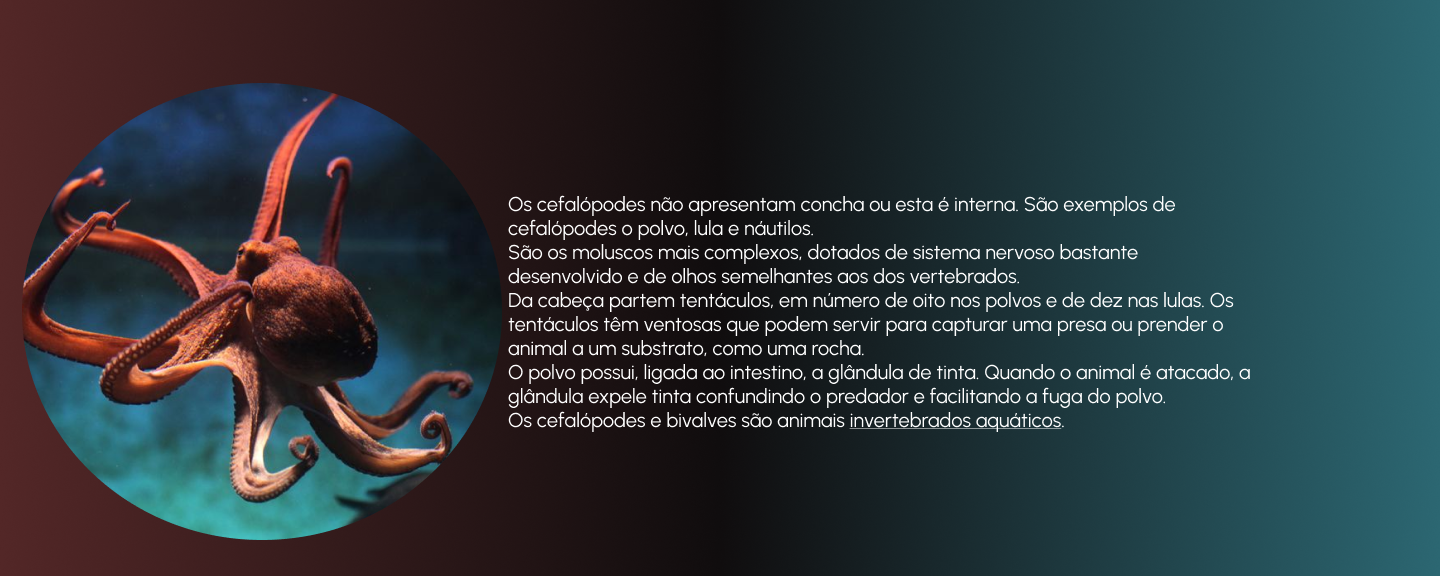 Os cefalópodes não apresentam concha ou esta é interna. São exemplos de
cefalópodes o polvo, lula e náutilos.
São os moluscos mais complexos, dotados de sistema nervoso bastante
desenvolvido e de olhos semelhantes aos dos vertebrados.
Da cabeça partem tentáculos, em número de oito nos polvos e de dez nas lulas. Os
tentáculos têm ventosas que podem servir para capturar uma presa ou prender o
animal a um substrato, como uma rocha.
O polvo possui, ligada ao intestino, a glândula de tinta. Quando o animal é atacado, a
glândula expele tinta confundindo o predador e facilitando a fuga do polvo.
Os cefalópodes e bivalves são animais invertebrados aquáticos.